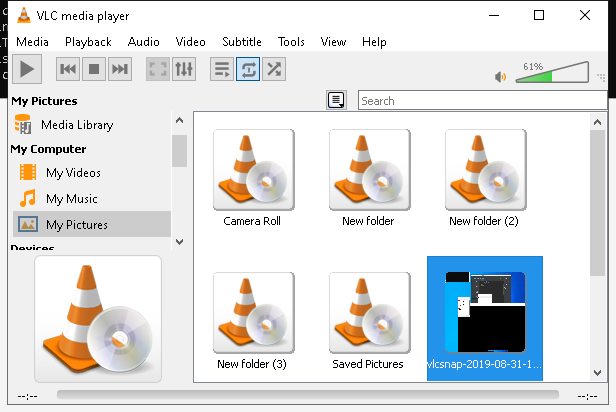 VLC media player
Media Playback Audio Video Subtitle Tools View Help
61%
My Pictures
Search
Media Library
My Computer
My Videos
My Music
My Pictures
Devices
Camera Roll
New folder
New folder (2)
New folder (3)
Saved Pictures
vlcsnap-2019-08-31-1...
--:--
--:--